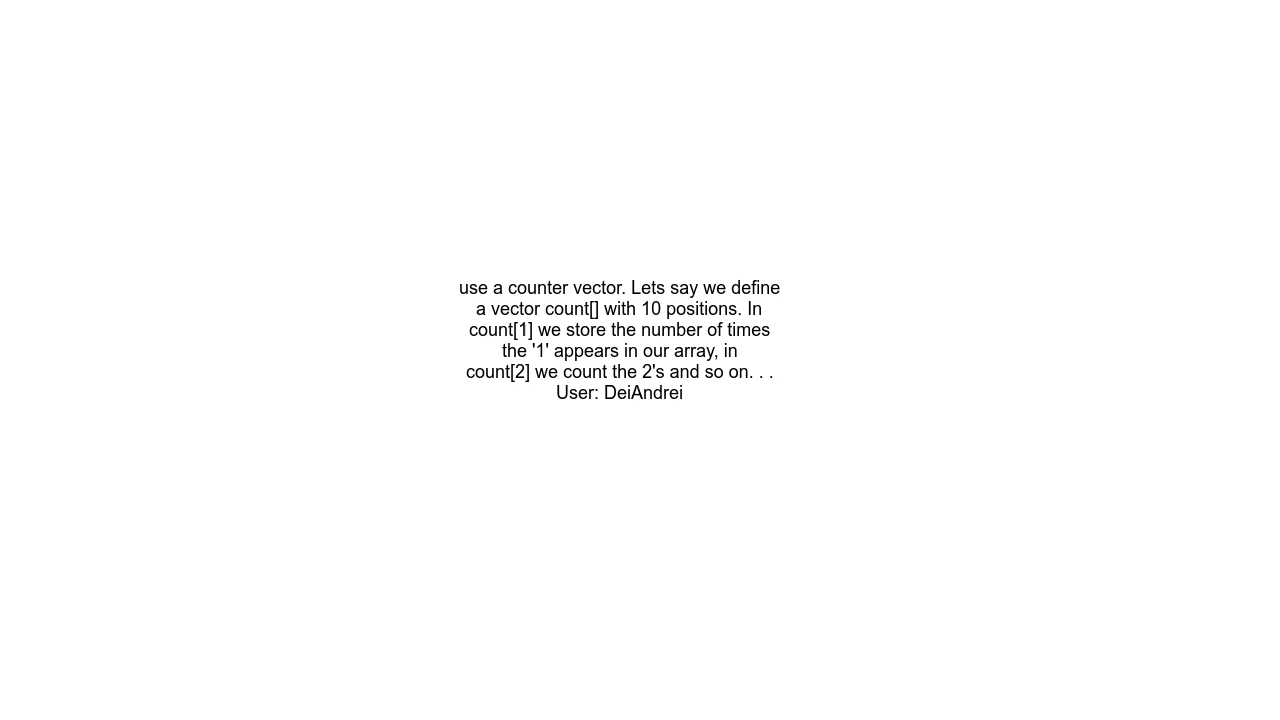 use a counter vector. Lets say we define
a vector count[] with 10 positions. In
count[1] we store the number of times
the '1' appears in our array, in
count[2] we count the 2's and so on. . .
User: DeiAndrei